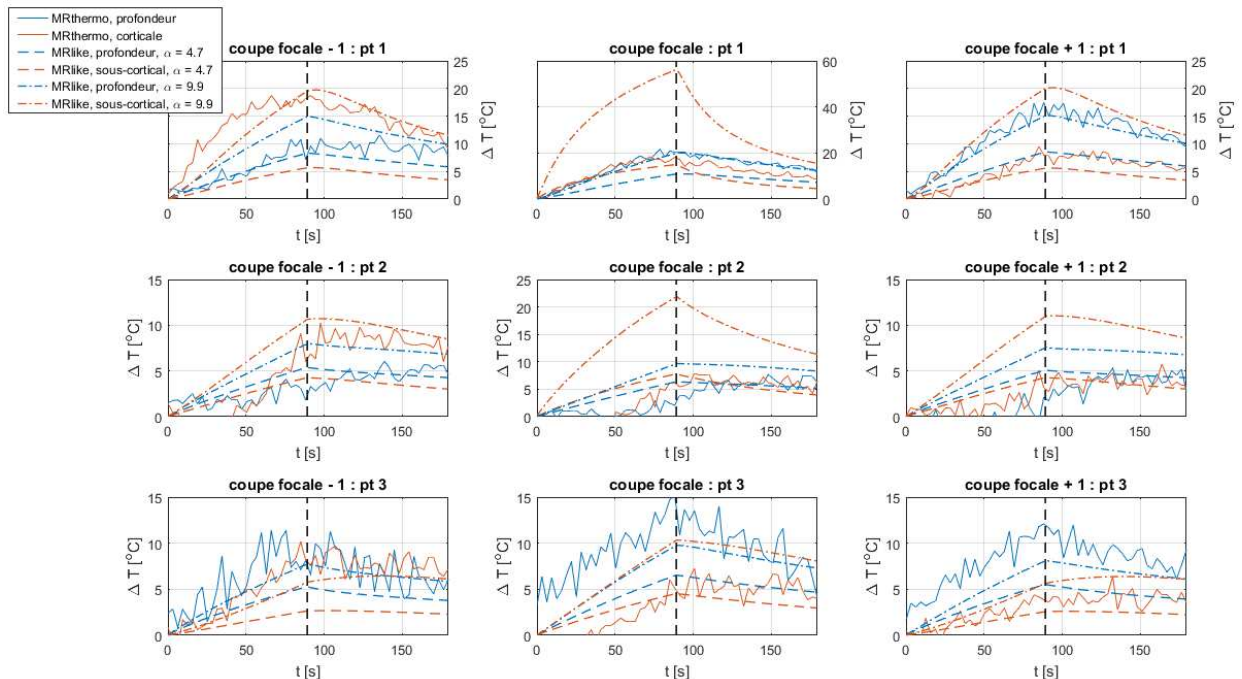 MRthermo, profondeur
MRthermo, corticale
MRlike, profondeur, α = 4.7
MRlike, sous-cortical, α = 4.7
MRlike, profondeur, α = 9.9
MRlike, sous-cortical, α = 9.9
coupe focale - 1 : pt 1
25
20
15
10
5
0
Δ T [°C]
0 50 100 150
t [s]
coupe focale : pt 1
60
40
20
0
Δ T [°C]
0 50 100 150
t [s]
coupe focale + 1 : pt 1
25
20
15
10
5
0
Δ T [°C]
0 50 100 150
t [s]
coupe focale - 1 : pt 2
15
10
5
0
Δ T [°C]
0 50 100 150
t [s]
coupe focale : pt 2
25
20
15
10
5
0
Δ T [°C]
0 50 100 150
t [s]
coupe focale + 1 : pt 2
15
10
5
0
Δ T [°C]
0 50 100 150
t [s]
coupe focale - 1 : pt 3
15
10
5
0
Δ T [°C]
0 50 100 150
t [s]
coupe focale : pt 3
15
10
5
0
Δ T [°C]
0 50 100 150
t [s]
coupe focale + 1 : pt 3
15
10
5
0
Δ T [°C]
0 50 100 150
t [s]